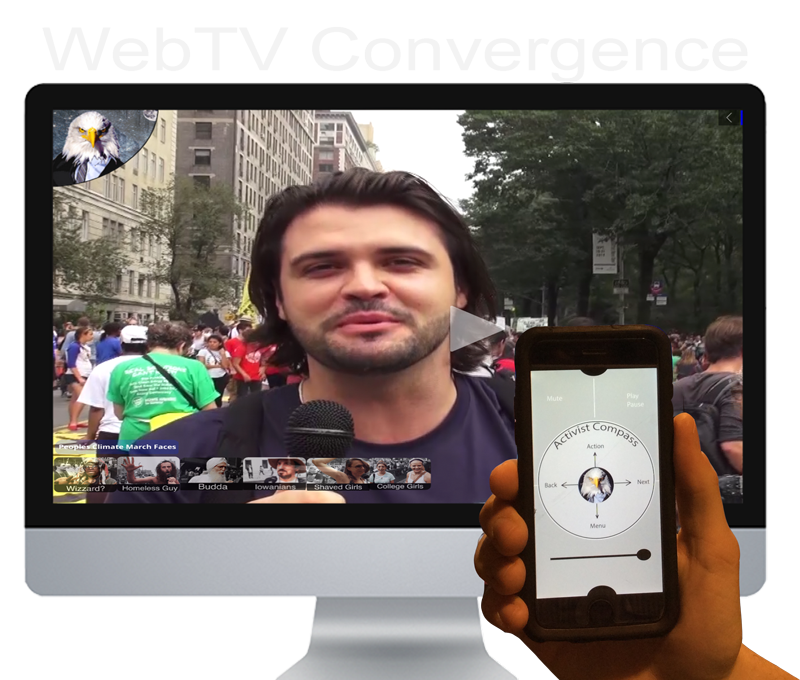 WebTV Convergence
Peoples Climate March Faces
Wizzard?
Homeless Guy
Budda
Iowanians
Shaved Girls
College Girls
Mute
Play
Pause
Activist Compass
Action
Back
Next
Menu